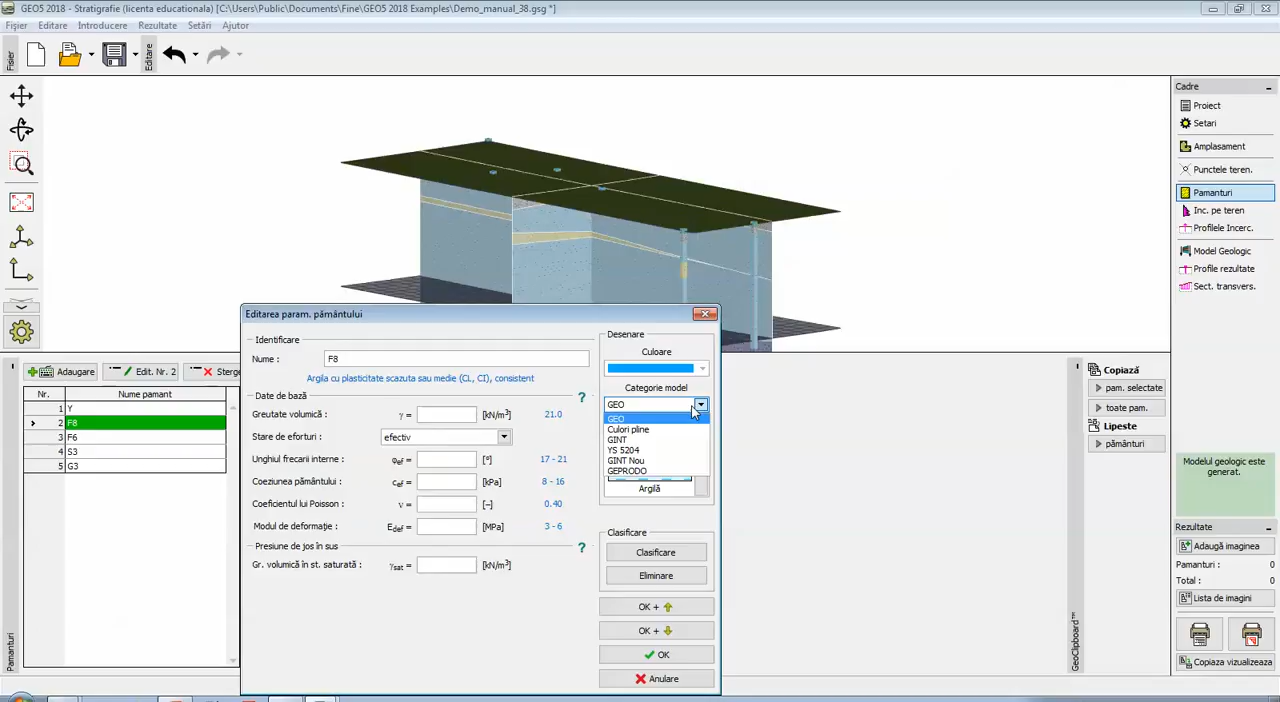 GEO5 2018 - Stratigrafie (licenta educationala) [C:\Users\Public\Documents\Fine\GEO5 2018 Examples\Demo_manual_38.gsg *]
Fişier Editare Introducere Rezultate Setări Ajutor
Fisier
Editare
Cadre
Proiect
Setari
Amplasament
Punctele teren.
Pamanturi
Inc. pe teren
Profilele Incerc.
Model Geologic
Profile rezultate
Sect. transvers.
Adaugare
Edit. Nr. 2
Sterge
Nr. Nume pamant
1 Y
2 F8
3 F6
4 S3
5 G3
Pamanturi
Editarea param. pământului
Identificare
Nume : F8
Argila cu plasticitate scazuta sau medie (CL, CI), consistent
Date de bază ?
Greutate volumică : γ = [kN/m³] 21.0
Stare de eforturi : efectiv
Unghiul frecarii interne : φef = [°] 17 - 21
Coeziunea pământului : cef = [kPa] 8 - 16
Coeficientul lui Poisson : ν = [–] 0.40
Modul de deformaţie : Edef = [MPa] 3 - 6
Presiune de jos în sus ?
Gr. volumică în st. saturată : γsat = [kN/m³]
Desenare
Culoare
Categorie model
GEO
GEO
Culori pline
GINT
YS 5204
GINT Nou
GEPRODO
Argilă
Clasificare
Clasificare
Eliminare
OK +
OK +
OK
Anulare
GeoClipboard™
Copiază
pam. selectate
toate pam.
Lipeste
pământuri
Modelul geologic este
generat.
Rezultate
Adaugă imaginea
Pamanturi : 0
Total : 0
Lista de imagini
Copiaza vizualizeaza